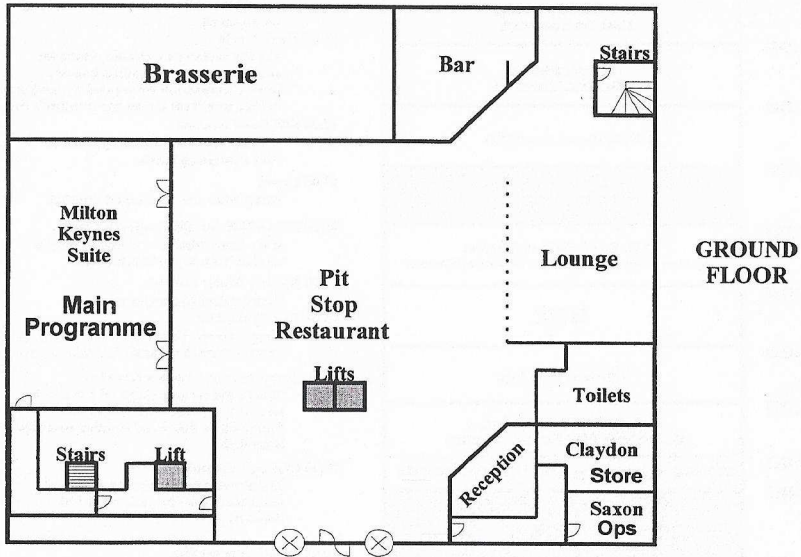 Brasserie
Bar
Stairs
Milton
Keynes
Suite
Main
Programme
Pit
Stop
Restaurant
Lifts
Lounge
GROUND
FLOOR
Toilets
Stairs
Lift
Reception
Claydon
Store
Saxon
Ops